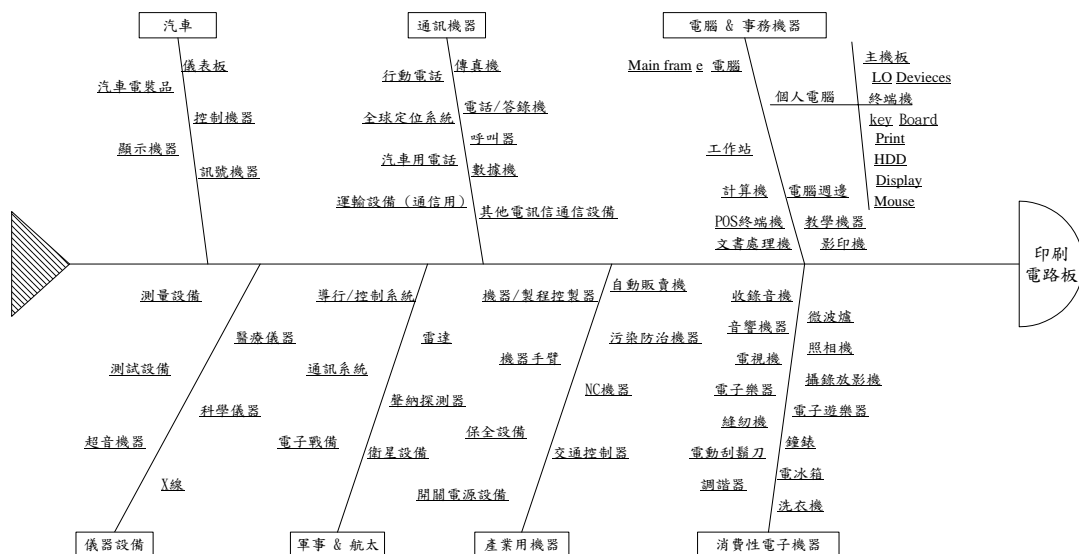 汽車
通訊機器
電腦 & 事務機器
儀表板
汽車電裝品
控制機器
顯示機器
訊號機器
傳真機
行動電話
電話/答錄機
全球定位系統
呼叫器
汽車用電話
數據機
運輸設備（通信用）
其他電訊信通信設備
Main fram e 電腦
個人電腦
主機板
LO Devieces
終端機
key Board
Print
HDD
Display
Mouse
工作站
計算機
電腦週邊
POS終端機
教學機器
文書處理機
影印機
印刷
電路板
測量設備
醫療儀器
測試設備
科學儀器
超音機器
X線
導行/控制系統
雷達
通訊系統
聲納探測器
電子戰備
衛星設備
機器/製程控製器
自動販賣機
污染防治機器
機器手臂
NC機器
保全設備
交通控制器
開關電源設備
收錄音機
微波爐
音響機器
照相機
電視機
攝錄放影機
電子樂器
電子遊樂器
縫紉機
鐘錶
電動刮鬍刀
電冰箱
調諧器
洗衣機
儀器設備
軍事 & 航太
產業用機器
消費性電子機器